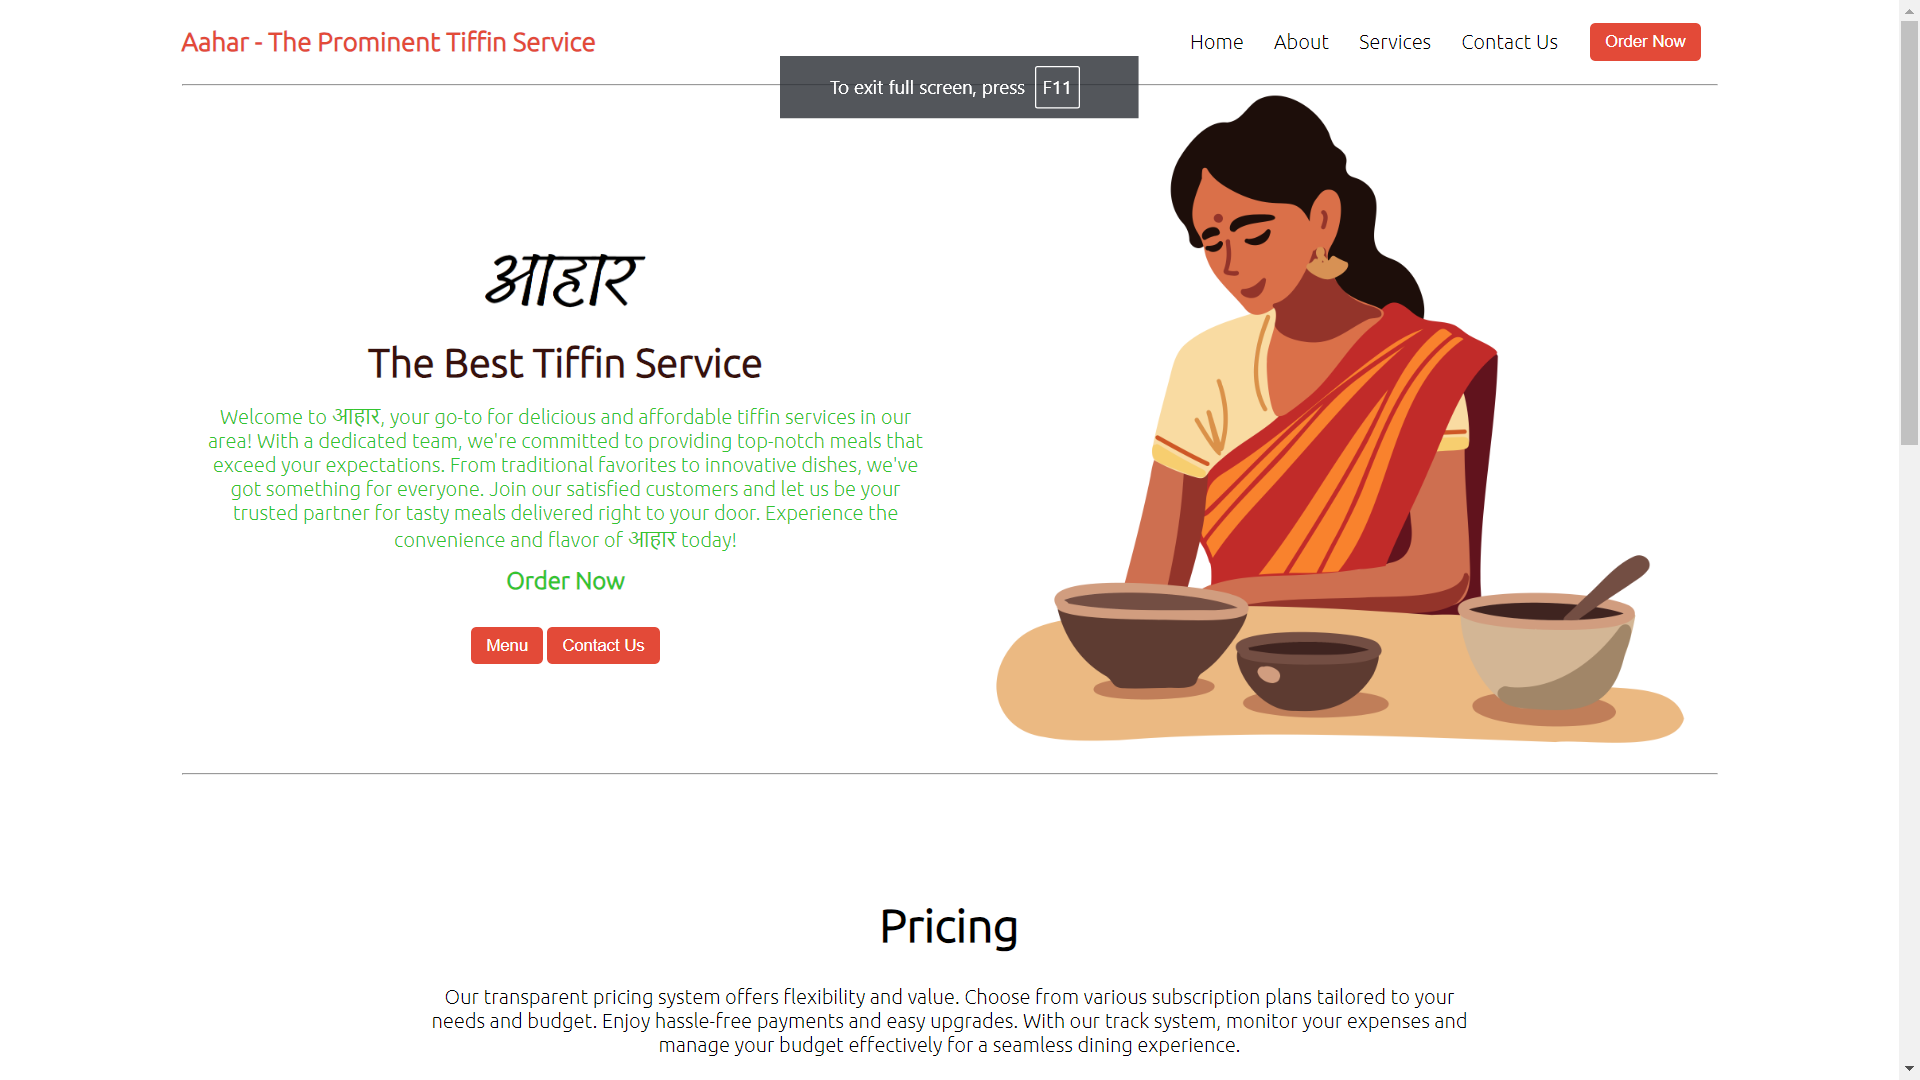 Aahar - The Prominent Tiffin Service
Home About Services Contact Us Order Now
To exit full screen, press F11
आहार
The Best Tiffin Service
Welcome to आहार, your go-to for delicious and affordable tiffin services in our
area! With a dedicated team, we're committed to providing top-notch meals that
exceed your expectations. From traditional favorites to innovative dishes, we've
got something for everyone. Join our satisfied customers and let us be your
trusted partner for tasty meals delivered right to your door. Experience the
convenience and flavor of आहार today!
Order Now
Menu Contact Us
Pricing
Our transparent pricing system offers flexibility and value. Choose from various subscription plans tailored to your
needs and budget. Enjoy hassle-free payments and easy upgrades. With our track system, monitor your expenses and
manage your budget effectively for a seamless dining experience.